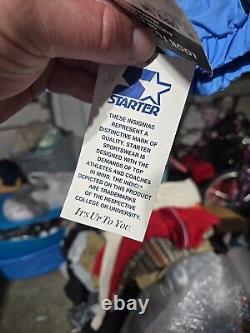 LOOK F
STARTER
THESE INSIGNIAS
REPRESENT A
DISTINCTIVE MARK OF
QUALITY. STARTER
SPORTSWEAR IS
DESIGNED WITH THE
DEMANDS OF THE TOP
ATHLETES AND COACHES
IN MIND. THE INDICIA
DEPICTED ON THIS PRODUCT
ARE TRADEMARKS
OF THE RESPECTIVE
COLLEGE OR UNIVERSITY.
IT'S UP TO YOU.